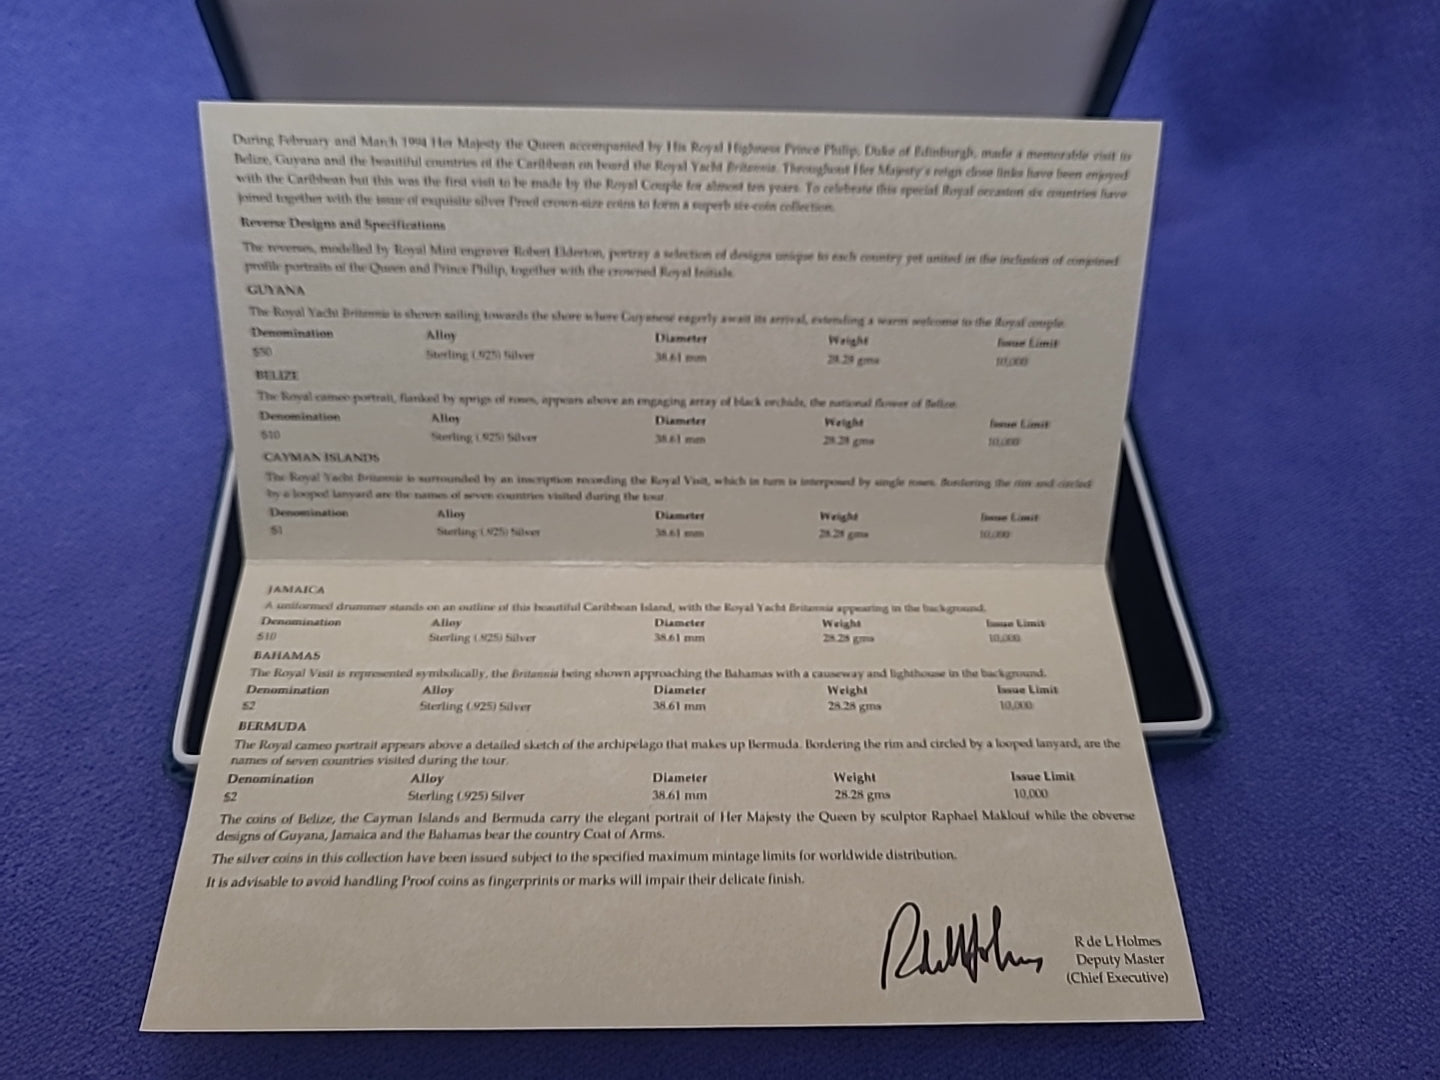 During February and March 1994 Her Majesty the Queen accompanied by His Royal Highness Prince Philip, Duke of Edinburgh, made a memorable visit to
Belize, Guyana and the beautiful countries of the Caribbean on board the Royal Yacht Britannia. Throughout Her Majesty's reign close links have been enjoyed
with the Caribbean but this was the first visit to be made by the Royal Couple for almost ten years. To celebrate this special Royal occasion six countries have
joined together with the issue of exquisite silver Proof crown-size coins to form a superb six-coin collection.
Reverse Designs and Specifications
The reverses, modelled by Royal Mint engraver Robert Elderton, portray a selection of designs unique to each country yet united in the inclusion of conjoined
profile portraits of the Queen and Prince Philip, together with the crowned Royal Initials.
GUYANA
The Royal Yacht Britannia is shown sailing towards the shore where Guyanese eagerly await its arrival, extending a warm welcome to the Royal couple.
Denomination Alloy Diameter Weight Issue Limit
$50 Sterling (.925) Silver 38.61 mm 28.28 gms 10,000
BELIZE
The Royal cameo portrait, flanked by sprigs of roses, appears above an engaging array of black orchids, the national flower of Belize.
Denomination Alloy Diameter Weight Issue Limit
$10 Sterling (.925) Silver 38.61 mm 28.28 gms 10,000
CAYMAN ISLANDS
The Royal Yacht Britannia is surrounded by an inscription recording the Royal Visit, which in turn is interposed by single roses. Bordering the rim and circled
by a looped lanyard are the names of seven countries visited during the tour.
Denomination Alloy Diameter Weight Issue Limit
$1 Sterling (.925) Silver 38.61 mm 28.28 gms 10,000
JAMAICA
A uniformed drummer stands on an outline of this beautiful Caribbean Island, with the Royal Yacht Britannia appearing in the background.
Denomination Alloy Diameter Weight Issue Limit
$10 Sterling (.925) Silver 38.61 mm 28.28 gms 10,000
BAHAMAS
The Royal Visit is represented symbolically, the Britannia being shown approaching the Bahamas with a causeway and lighthouse in the background.
Denomination Alloy Diameter Weight Issue Limit
$2 Sterling (.925) Silver 38.61 mm 28.28 gms 10,000
BERMUDA
The Royal cameo portrait appears above a detailed sketch of the archipelago that makes up Bermuda. Bordering the rim and circled by a looped lanyard, are the
names of seven countries visited during the tour.
Denomination Alloy Diameter Weight Issue Limit
$2 Sterling (.925) Silver 38.61 mm 28.28 gms 10,000
The coins of Belize, the Cayman Islands and Bermuda carry the elegant portrait of Her Majesty the Queen by sculptor Raphael Maklouf while the obverse
designs of Guyana, Jamaica and the Bahamas bear the country Coat of Arms.
The silver coins in this collection have been issued subject to the specified maximum mintage limits for worldwide distribution.
It is advisable to avoid handling Proof coins as fingerprints or marks will impair their delicate finish.
R de L Holmes
Deputy Master
(Chief Executive)